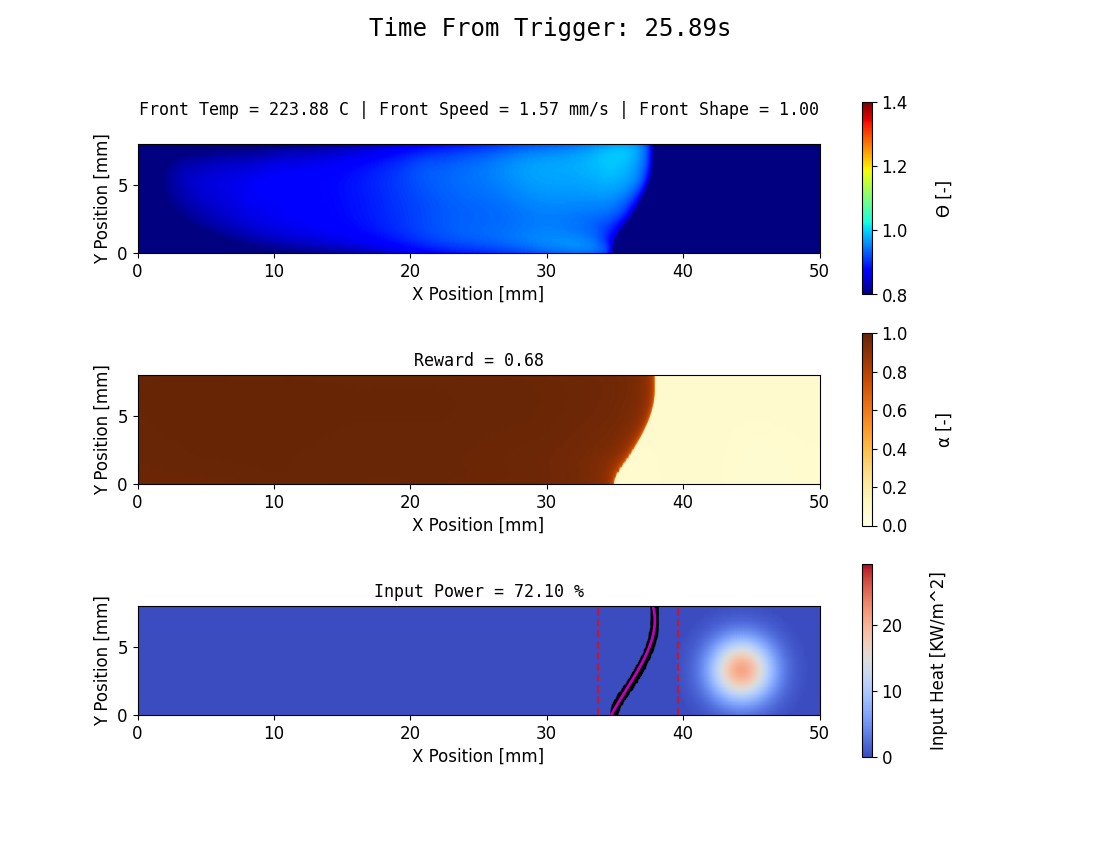 Time From Trigger: 25.89s
Front Temp = 223.88 C | Front Speed = 1.57 mm/s | Front Shape = 1.00
Y Position [mm]
5
0
0 10 20 30 40 50
X Position [mm]
1.4
1.2
1.0
0.8
Θ [-]
Reward = 0.68
Y Position [mm]
5
0
0 10 20 30 40 50
X Position [mm]
1.0
0.8
0.6
0.4
0.2
0.0
α [-]
Input Power = 72.10 %
Y Position [mm]
5
0
0 10 20 30 40 50
X Position [mm]
20
10
0
Input Heat [KW/m^2]